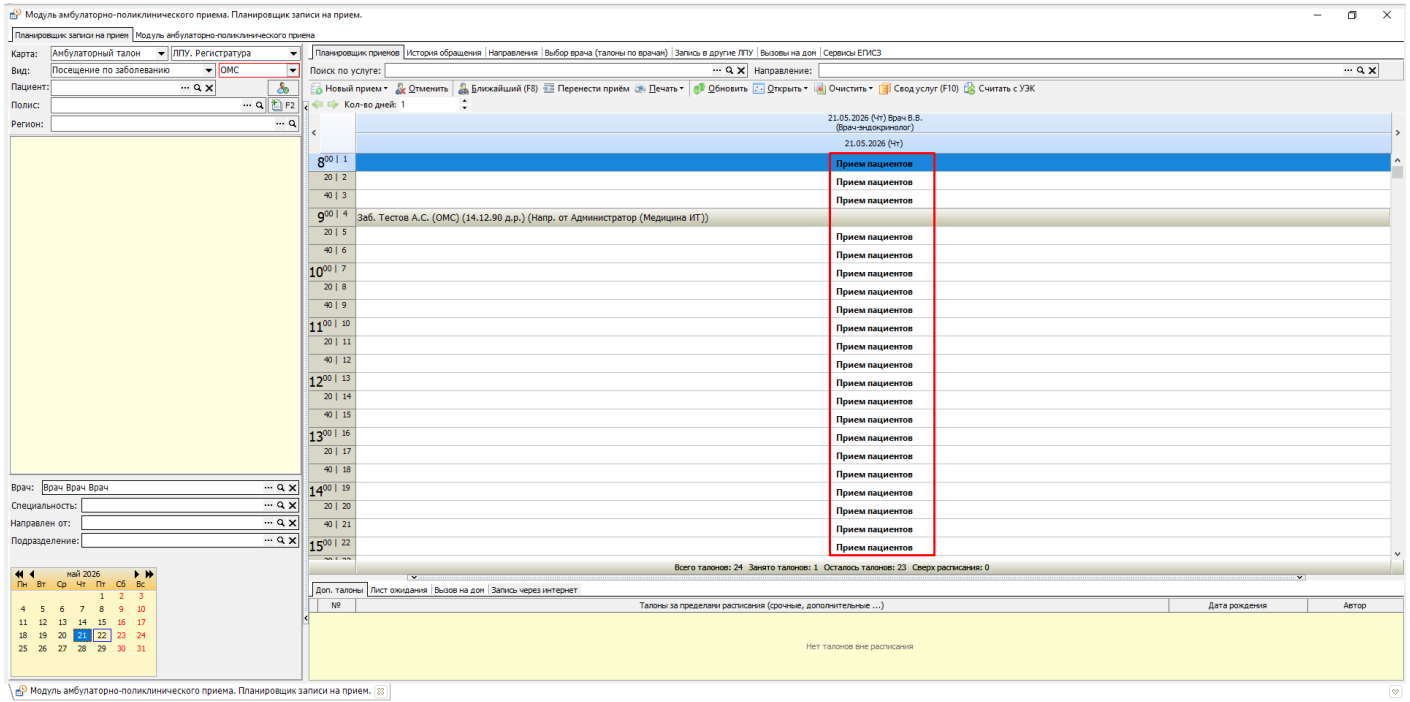 Модуль амбулаторно-поликлинического приема. Планировщик записи на прием.
Планировщик записи на прием Модуль амбулаторно-поликлинического приема
Карта: Амбулаторный талон ЛПУ. Регистратура
Вид: Посещение по заболеванию ОМС
Пациент:
Полис: F2
Регион:
Планировщик приемов История обращения Направления Выбор врача (талоны по врачам) Запись в другие ЛПУ Вызовы на дом Сервисы ЕГИСЗ
Поиск по услуге: Направление:
Новый прием Отменить Ближайший (F8) Перенести приём Печать Обновить Открыть Очистить Свод услуг (F10) Считать с УЭК
Кол-во дней: 1
21.05.2026 (Чт) Врач В.В.
(Врач-эндокринолог)
21.05.2026 (Чт)
8 00 | 1 Прием пациентов
20 | 2 Прием пациентов
40 | 3 Прием пациентов
9 00 | 4 Заб. Тестов А.С. (ОМС) (14.12.90 д.р.) (Напр. от Администратор (Медицина ИТ))
20 | 5 Прием пациентов
40 | 6 Прием пациентов
10 00 | 7 Прием пациентов
20 | 8 Прием пациентов
40 | 9 Прием пациентов
11 00 | 10 Прием пациентов
20 | 11 Прием пациентов
40 | 12 Прием пациентов
12 00 | 13 Прием пациентов
20 | 14 Прием пациентов
40 | 15 Прием пациентов
13 00 | 16 Прием пациентов
20 | 17 Прием пациентов
40 | 18 Прием пациентов
14 00 | 19 Прием пациентов
20 | 20 Прием пациентов
40 | 21 Прием пациентов
15 00 | 22 Прием пациентов
Всего талонов: 24 Занято талонов: 1 Осталось талонов: 23 Сверх расписания: 0
Врач: Врач Врач Врач
Специальность:
Направлен от:
Подразделение:
май 2026
Пн Вт Ср Чт Пт Сб Вс
1 2 3
4 5 6 7 8 9 10
11 12 13 14 15 16 17
18 19 20 21 22 23 24
25 26 27 28 29 30 31
Доп. талоны Лист ожидания Вызов на дом Запись через интернет
№ Талоны за пределами расписания (срочные, дополнительные ...) Дата рождения Автор
Нет талонов вне расписания
Модуль амбулаторно-поликлинического приема. Планировщик записи на прием.